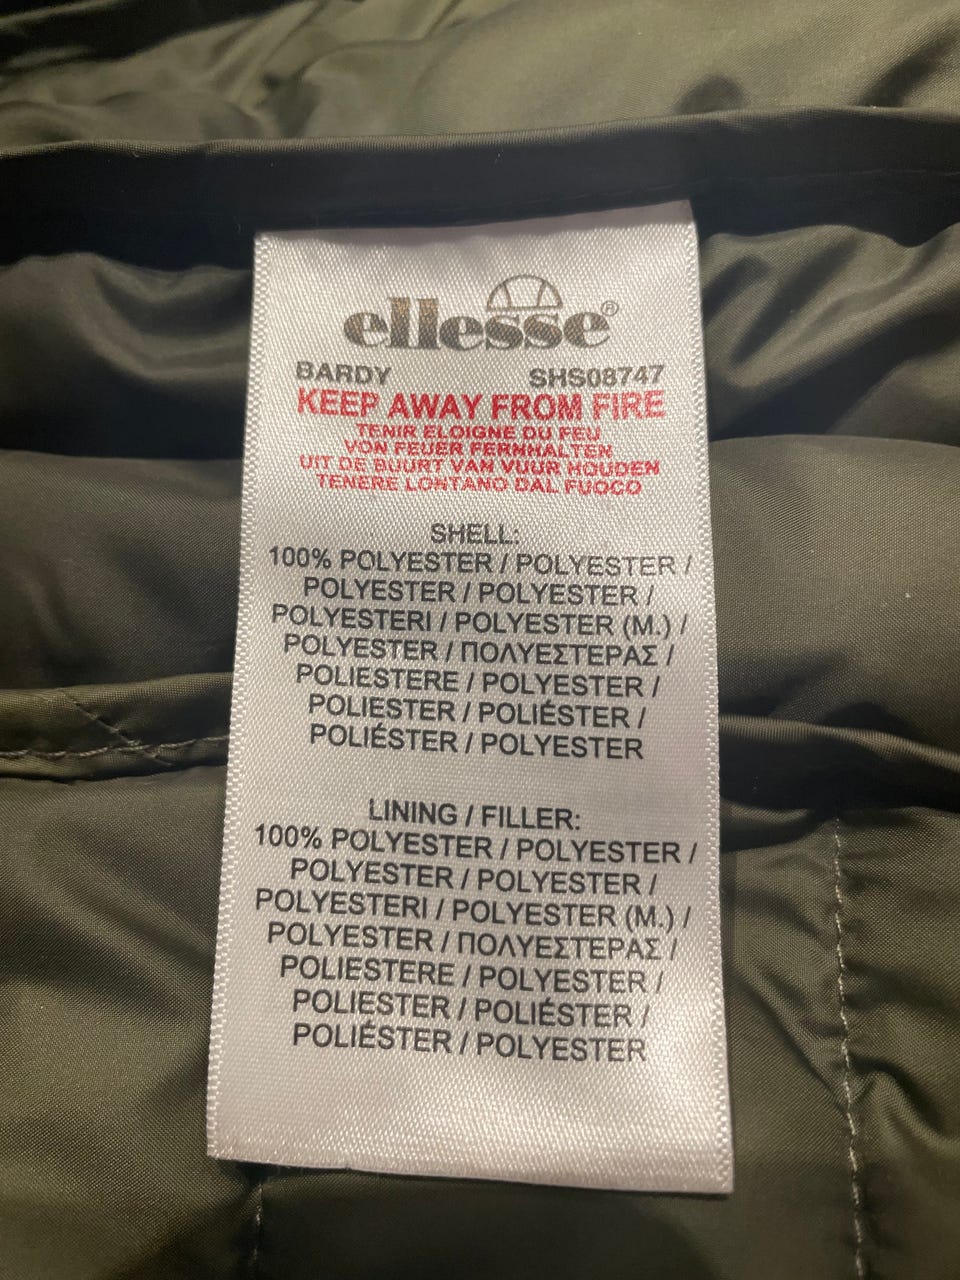 ellesse®
BARDY SHS08747
KEEP AWAY FROM FIRE
TENIR ELOIGNE DU FEU
VON FEUER FERNHALTEN
UIT DE BUURT VAN VUUR HOUDEN
TENERE LONTANO DAL FUOCO
SHELL:
100% POLYESTER / POLYESTER /
POLYESTER / POLYESTER /
POLYESTERI / POLYESTER (M.) /
POLYESTER / ΠΟΛΥΕΣΤΕΡΑΣ /
POLIESTERE / POLYESTER /
POLIESTER / POLIÉSTER /
POLIÉSTER / POLYESTER
LINING / FILLER:
100% POLYESTER / POLYESTER /
POLYESTER / POLYESTER /
POLYESTERI / POLYESTER (M.) /
POLYESTER / ΠΟΛΥΕΣΤΕΡΑΣ /
POLIESTERE / POLYESTER /
POLIESTER / POLIÉSTER /
POLIÉSTER / POLYESTER